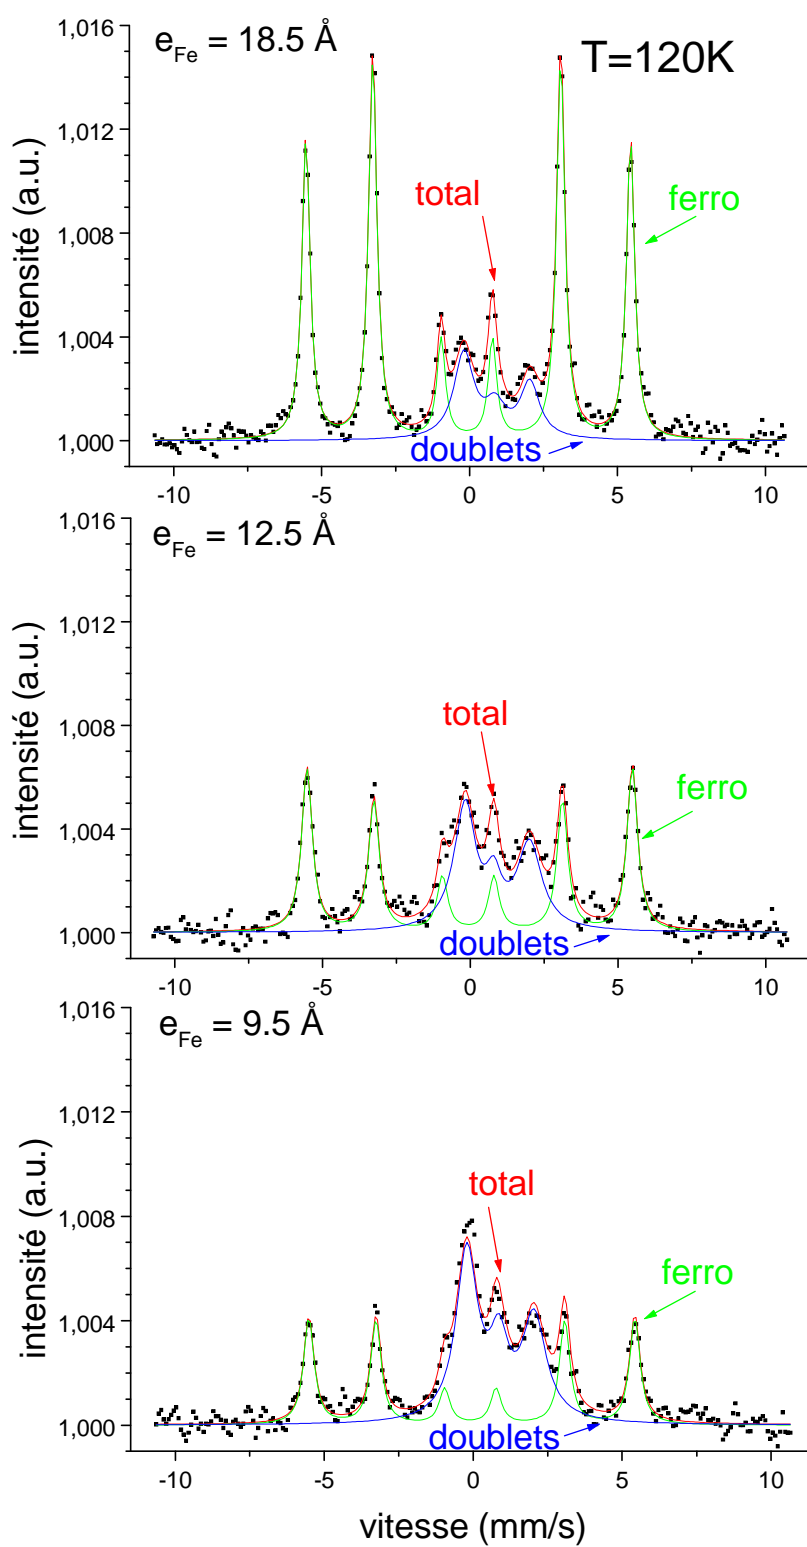 e_Fe = 18.5 Å
T=120K
1,016
1,012
1,008
1,004
1,000
intensité (a.u.)
total
ferro
doublets
-10 -5 0 5 10
e_Fe = 12.5 Å
1,016
1,012
1,008
1,004
1,000
intensité (a.u.)
total
ferro
doublets
-10 -5 0 5 10
e_Fe = 9.5 Å
1,016
1,012
1,008
1,004
1,000
intensité (a.u.)
total
ferro
doublets
-10 -5 0 5 10
vitesse (mm/s)